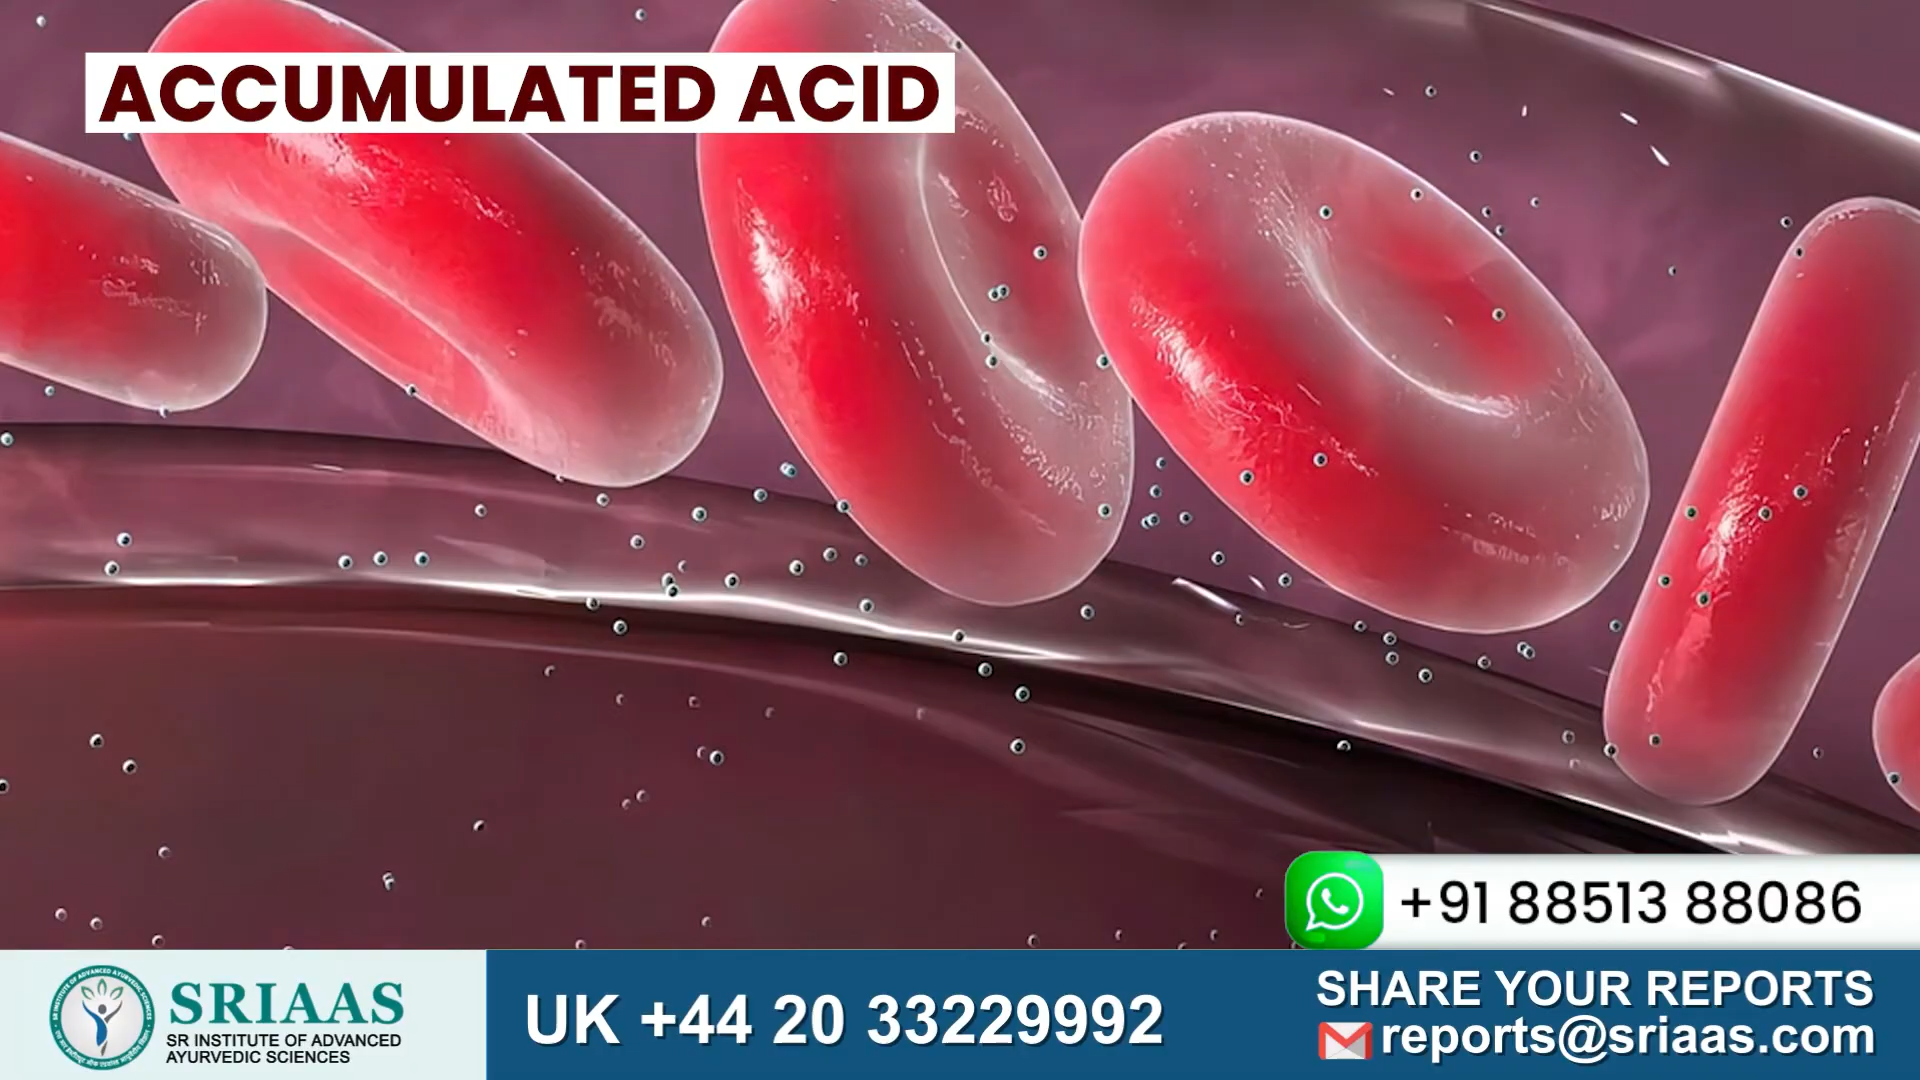 ACCUMULATED ACID
+91 88513 88086
SRIAAS
SR INSTITUTE OF ADVANCED
AYURVEDIC SCIENCES
UK +44 20 33229992
SHARE YOUR REPORTS
reports@sriaas.com